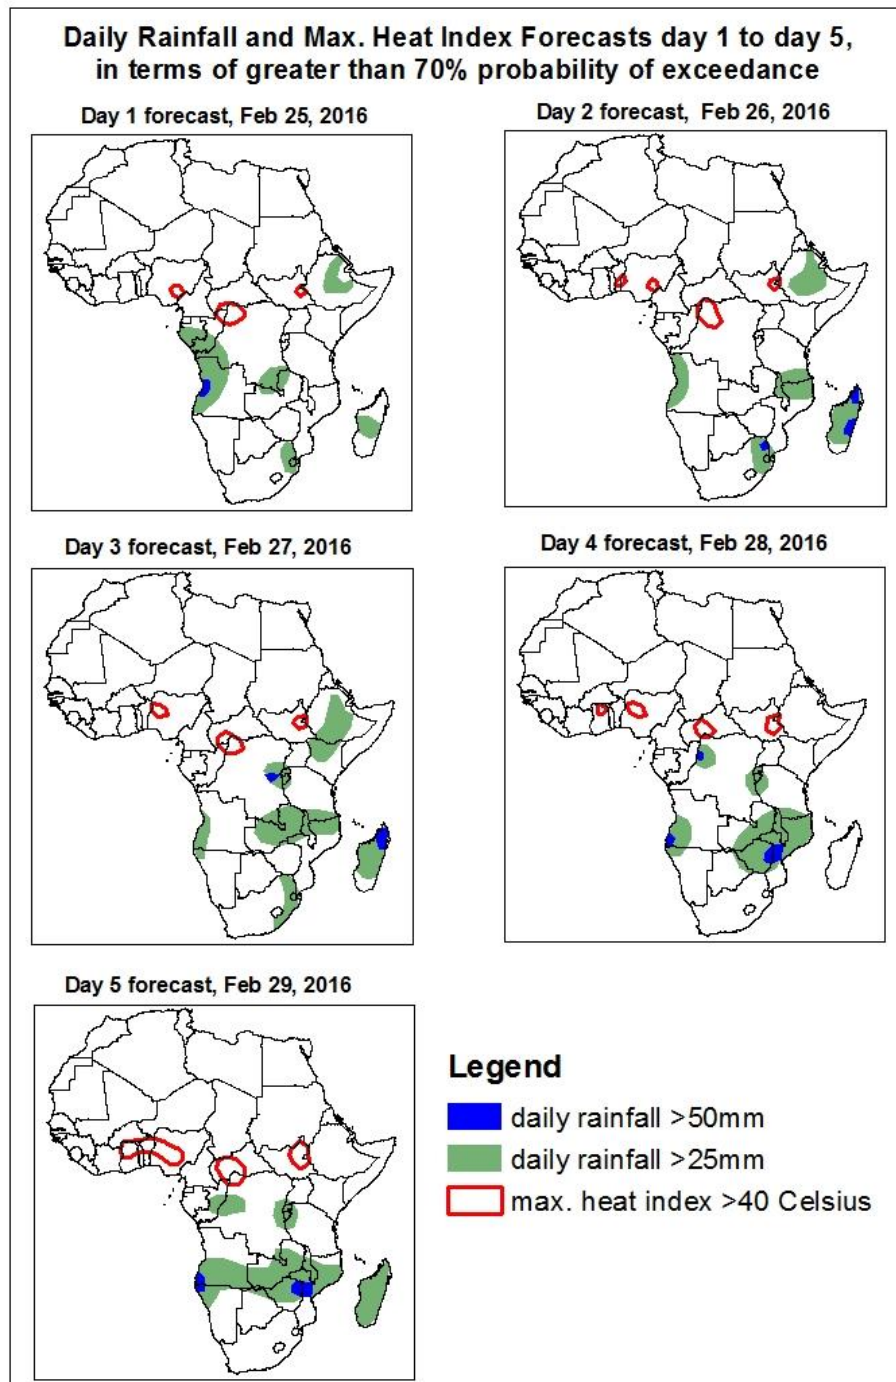 Daily Rainfall and Max. Heat Index Forecasts day 1 to day 5,
in terms of greater than 70% probability of exceedance
Day 1 forecast, Feb 25, 2016
Day 2 forecast, Feb 26, 2016
Day 3 forecast, Feb 27, 2016
Day 4 forecast, Feb 28, 2016
Day 5 forecast, Feb 29, 2016
Legend
daily rainfall >50mm
daily rainfall >25mm
max. heat index >40 Celsius